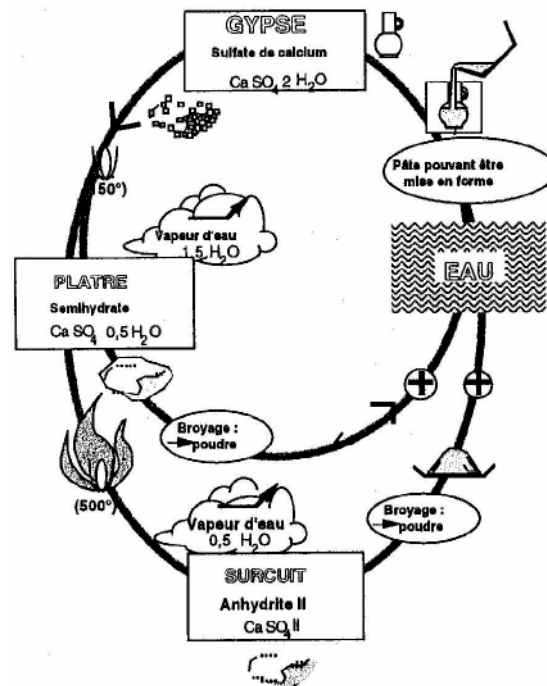 GYPSE
Sulfate de calcium
Ca SO4 2 H2O
Pâte pouvant être
mise en forme
(50°)
Vapeur d'eau
1,5 H2O
EAU
PLATRE
Semihydrate
Ca SO4 0,5 H2O
+
+
Broyage :
poudre
(500°)
Vapeur d'eau
0,5 H2O
Broyage :
poudre
SURCUIT
Anhydrite II
Ca SO4 II